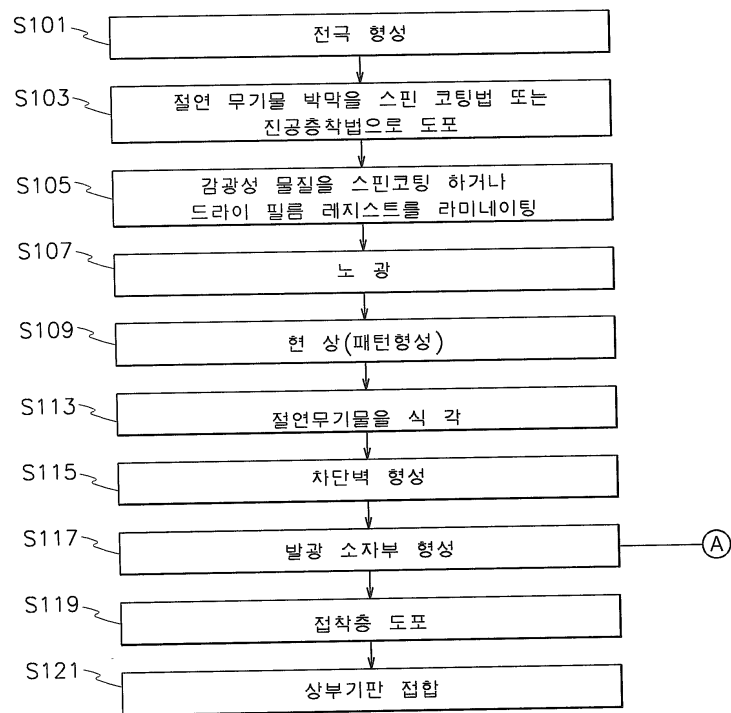 S101
전극 형성
S103
절연 무기물 박막을 스핀 코팅법 또는
진공층착법으로 도포
S105
감광성 물질을 스핀코팅 하거나
드라이 필름 레지스트를 라미네이팅
S107
노 광
S109
현 상(패턴형성)
S113
절연무기물을 식 각
S115
차단벽 형성
S117
발광 소자부 형성
A
S119
접착층 도포
S121
상부기판 접합